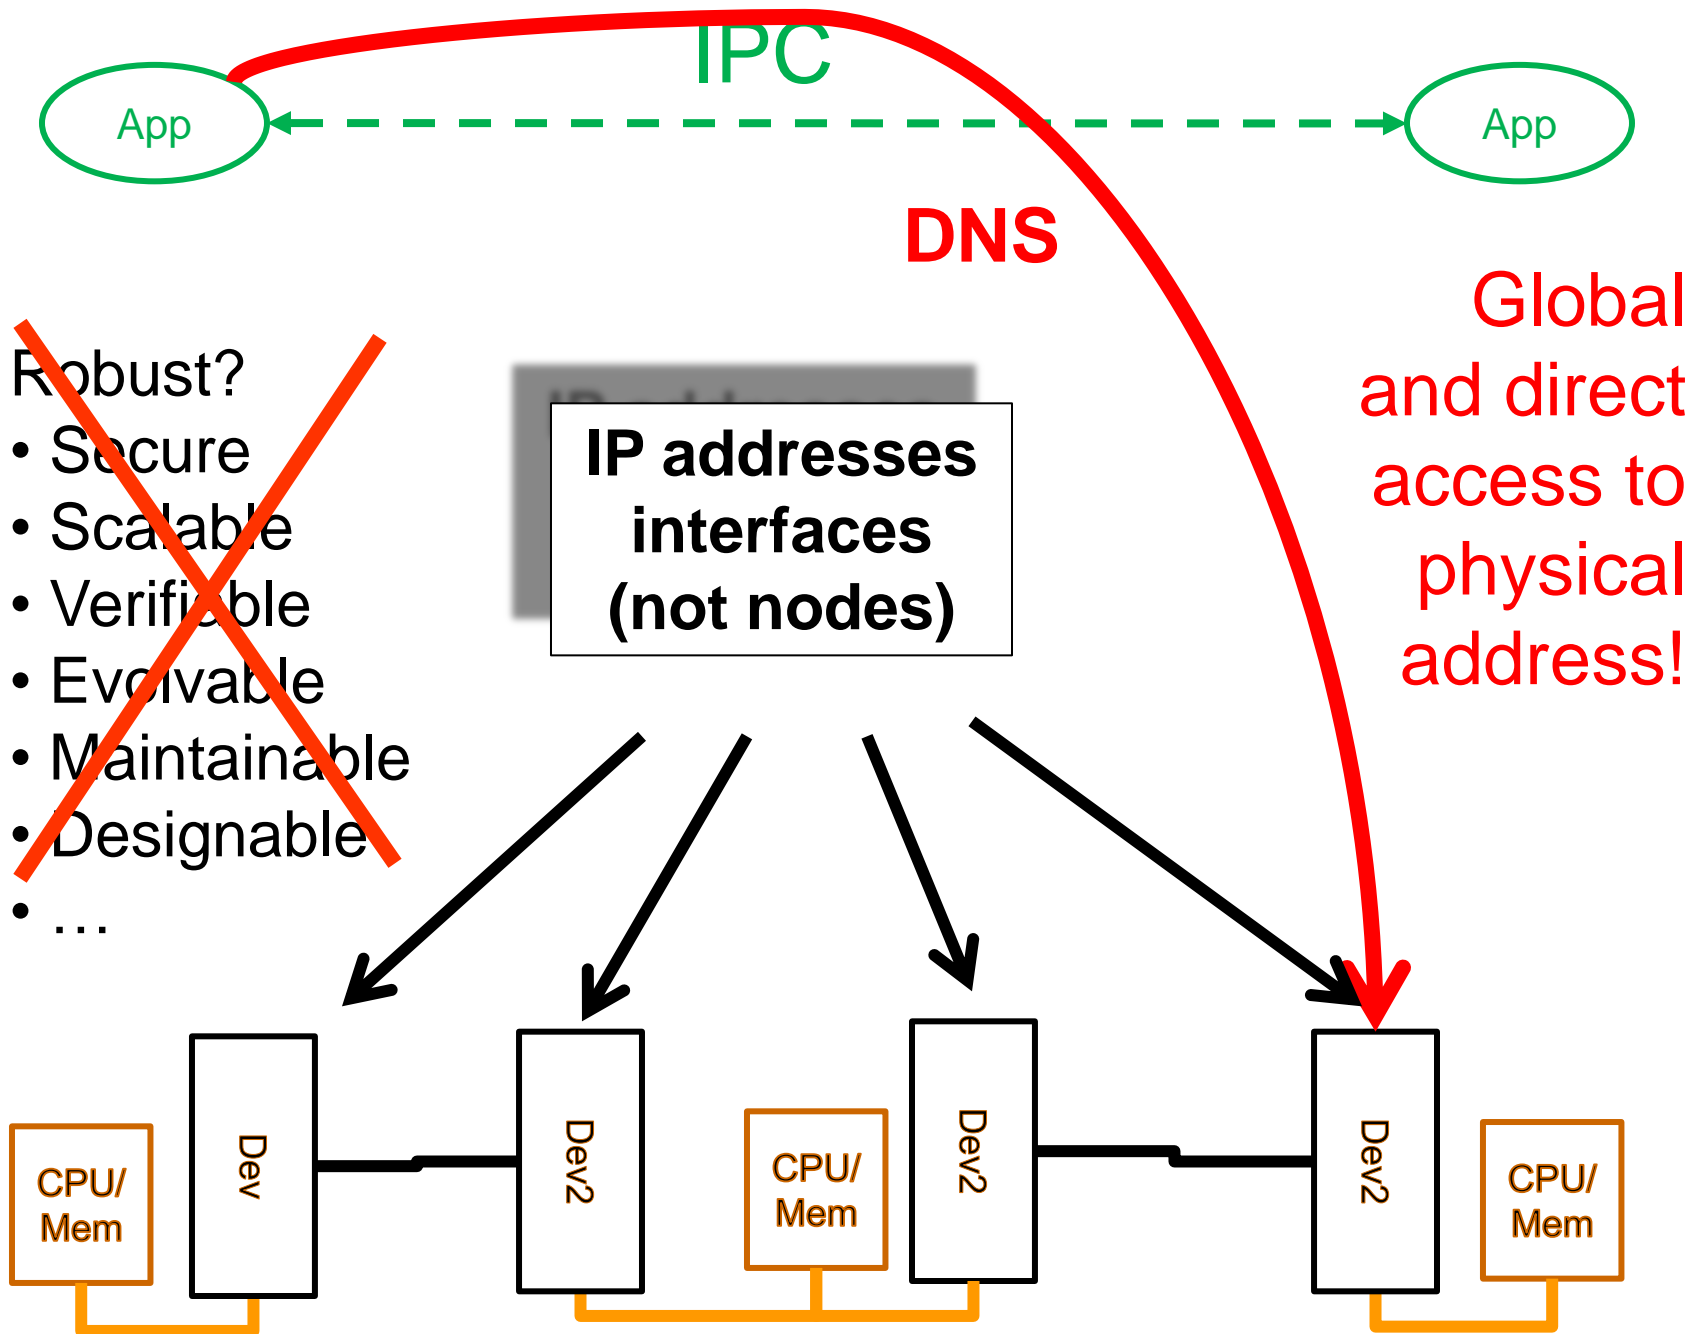 IPC
App
App
DNS
Global
and direct
access to
physical
address!
Robust?
• Secure
• Scalable
• Verifiable
• Evolvable
• Maintainable
• Designable
• …
IP addresses
interfaces
(not nodes)
CPU/
Mem
Dev
Dev2
CPU/
Mem
Dev2
Dev2
CPU/
Mem